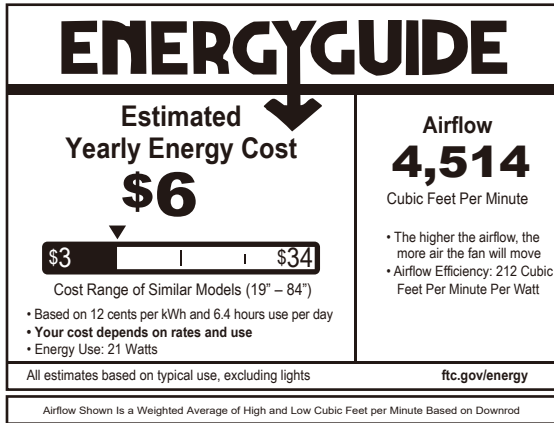 ENERGYGUIDE
Estimated
Yearly Energy Cost
$6
$3
$34
Cost Range of Similar Models (19” – 84”)
• Based on 12 cents per kWh and 6.4 hours use per day
• Your cost depends on rates and use
• Energy Use: 21 Watts
Airflow
4,514
Cubic Feet Per Minute
• The higher the airflow, the
more air the fan will move
• Airflow Efficiency: 212 Cubic
Feet Per Minute Per Watt
All estimates based on typical use, excluding lights
ftc.gov/energy
Airflow Shown Is a Weighted Average of High and Low Cubic Feet per Minute Based on Downrod